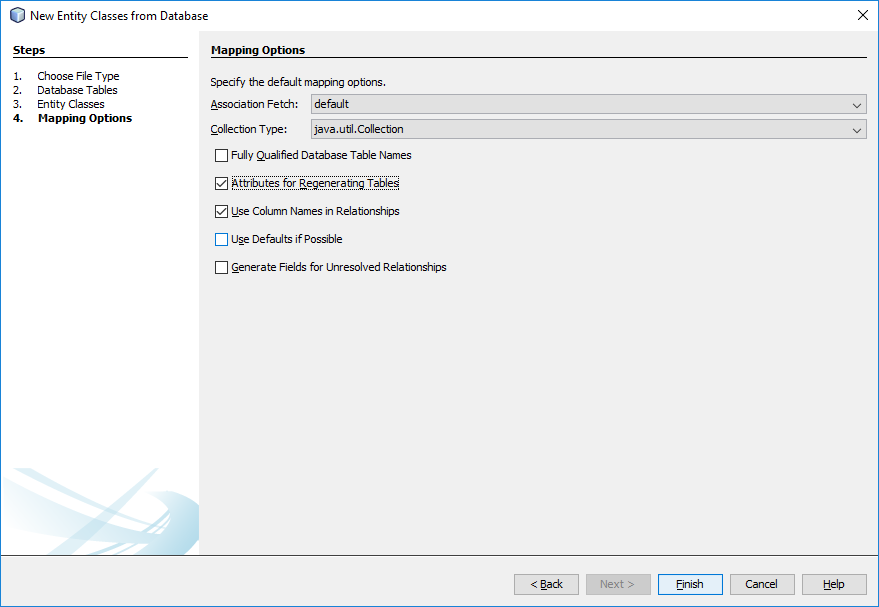 New Entity Classes from Database
Steps
1. Choose File Type
2. Database Tables
3. Entity Classes
4. Mapping Options
Mapping Options
Specify the default mapping options.
Association Fetch: default
Collection Type: java.util.Collection
Fully Qualified Database Table Names
Attributes for Regenerating Tables
Use Column Names in Relationships
Use Defaults if Possible
Generate Fields for Unresolved Relationships
< Back Next > Finish Cancel Help